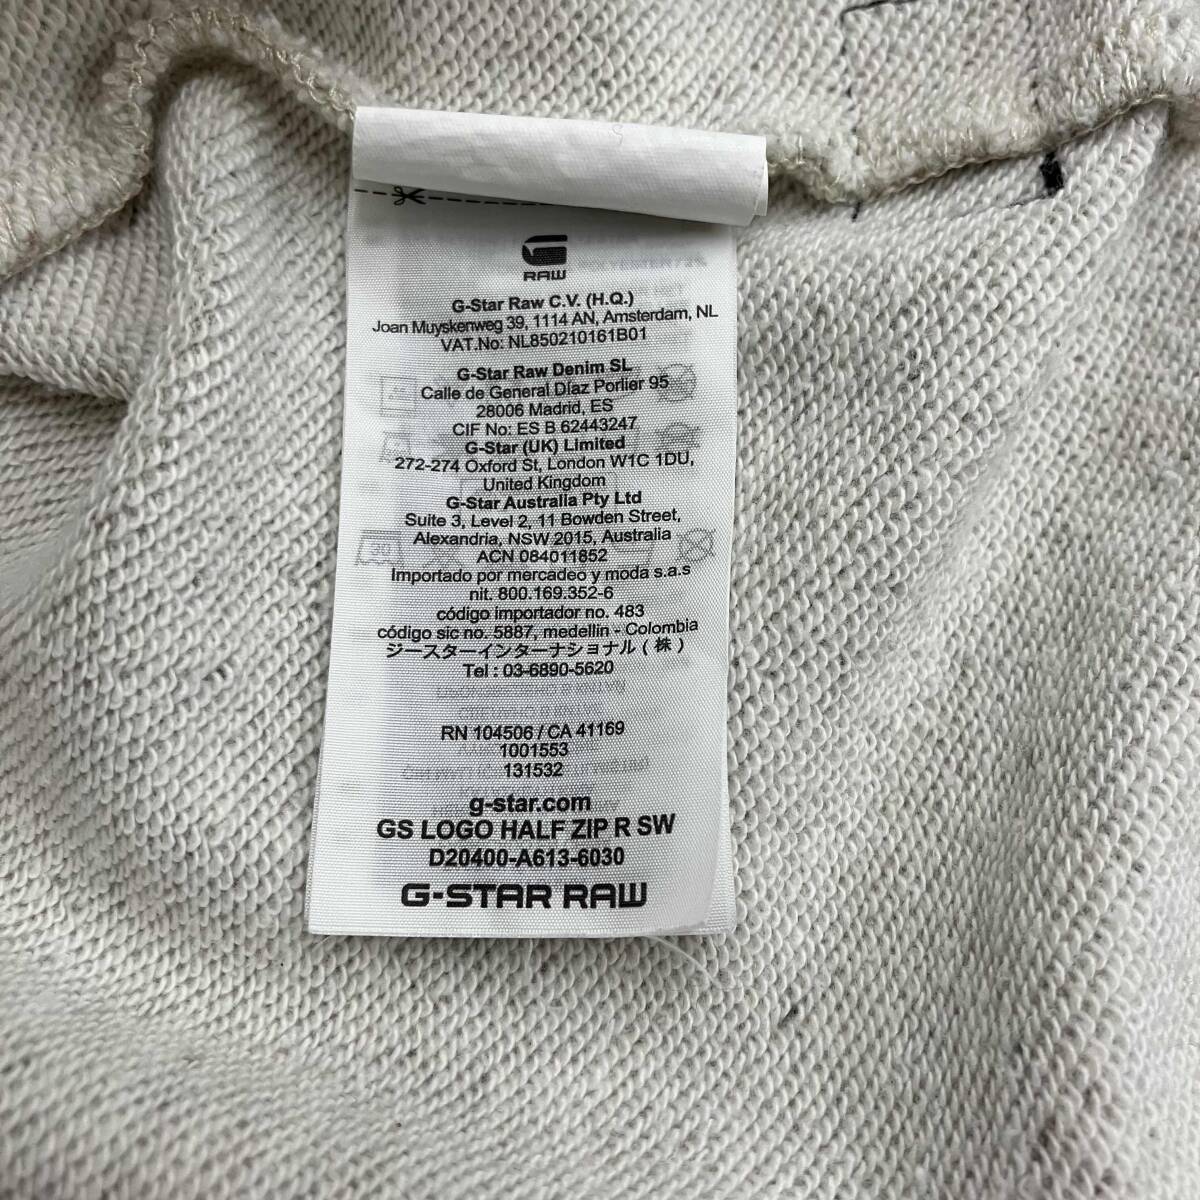 RAW
G-Star Raw C.V. (H.Q.)
Joan Muyskenweg 39, 1114 AN, Amsterdam, NL
VAT.No: NL850210161B01
G-Star Raw Denim SL
Calle de General Díaz Porlier 95
28006 Madrid, ES
CIF No: ES B 62443247
G-Star (UK) Limited
272-274 Oxford St, London W1C 1DU,
United Kingdom
G-Star Australia Pty Ltd
Suite 3, Level 2, 11 Bowden Street,
Alexandria, NSW 2015, Australia
ACN 084011852
Importado por mercadeo y moda s.a.s
nit. 800.169.352-6
código importador no. 483
código sic no. 5887, medellin - Colombia
ジースターインターナショナル ( 株 )
Tel : 03-6890-5620
RN 104506 / CA 41169
1001553
131532
g-star.com
GS LOGO HALF ZIP R SW
D20400-A613-6030
G-STAR RAW